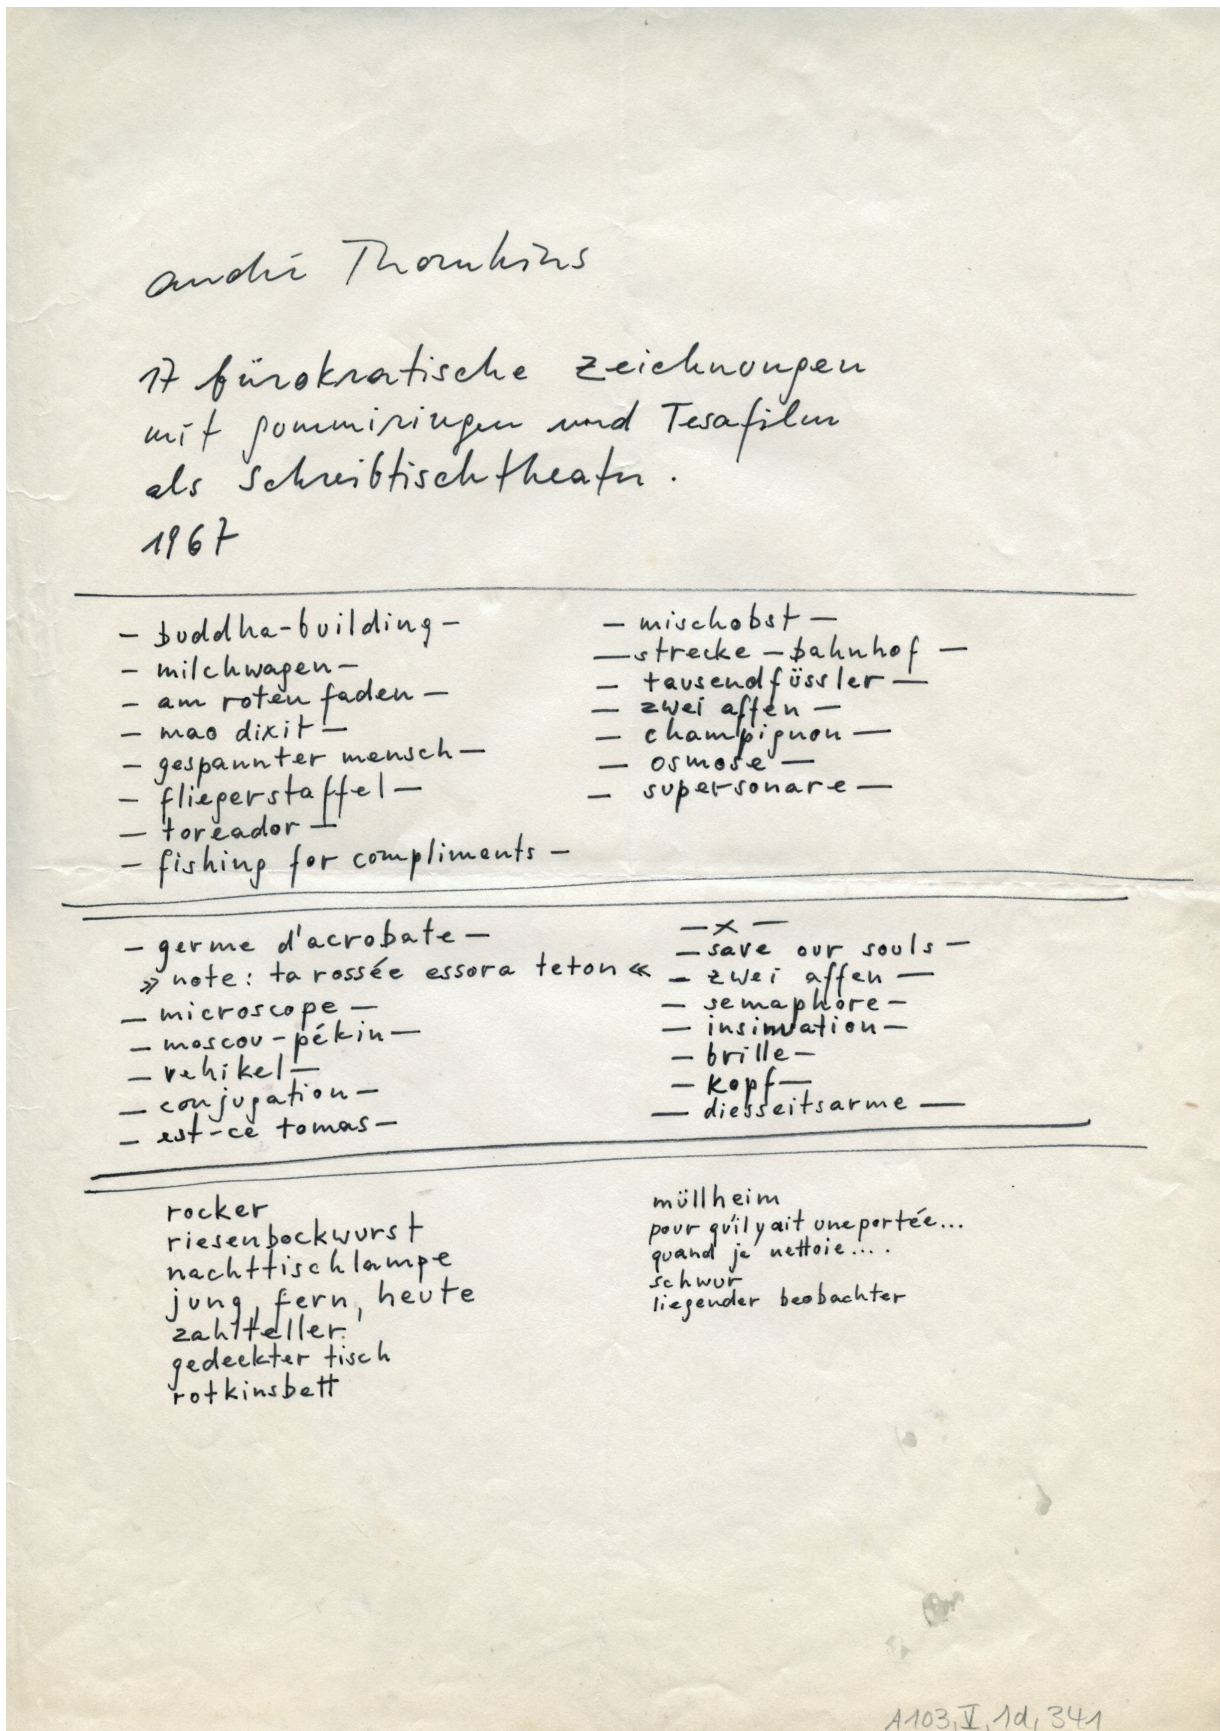 andré Thomkins
17 bürokratische Zeichnungen
mit gummiringen und Tesafilm
als Schreibtischtheater.
1967
– buddha-building –
– milchwagen –
– am roten faden –
– mao dixit –
– gespannter mensch –
– fliegerstaffel –
– toreador –
– fishing for compliments –
– mischobst –
– strecke – bahnhof –
– tausendfüssler –
– zwei affen –
– champignon –
– osmose –
– supersonare –
– germe d'acrobate –
» note: ta rossée essora teton «
– microscope –
– moscou-pékin –
– vehikel –
– conjugation –
– est-ce tomas –
– x –
– save our souls –
– zwei affen –
– semaphore –
– insinuation –
– brille –
– kopf –
– diesseitsarme –
rocker
riesenbockwurst
nachttischlampe
jung, fern, heute
zahlteller
gedeckter tisch
rotkinsbett
müllheim
pour qu'il y ait une portée...
quand je nettoie....
schwur
liegender beobachter
A103, V, 1d, 341